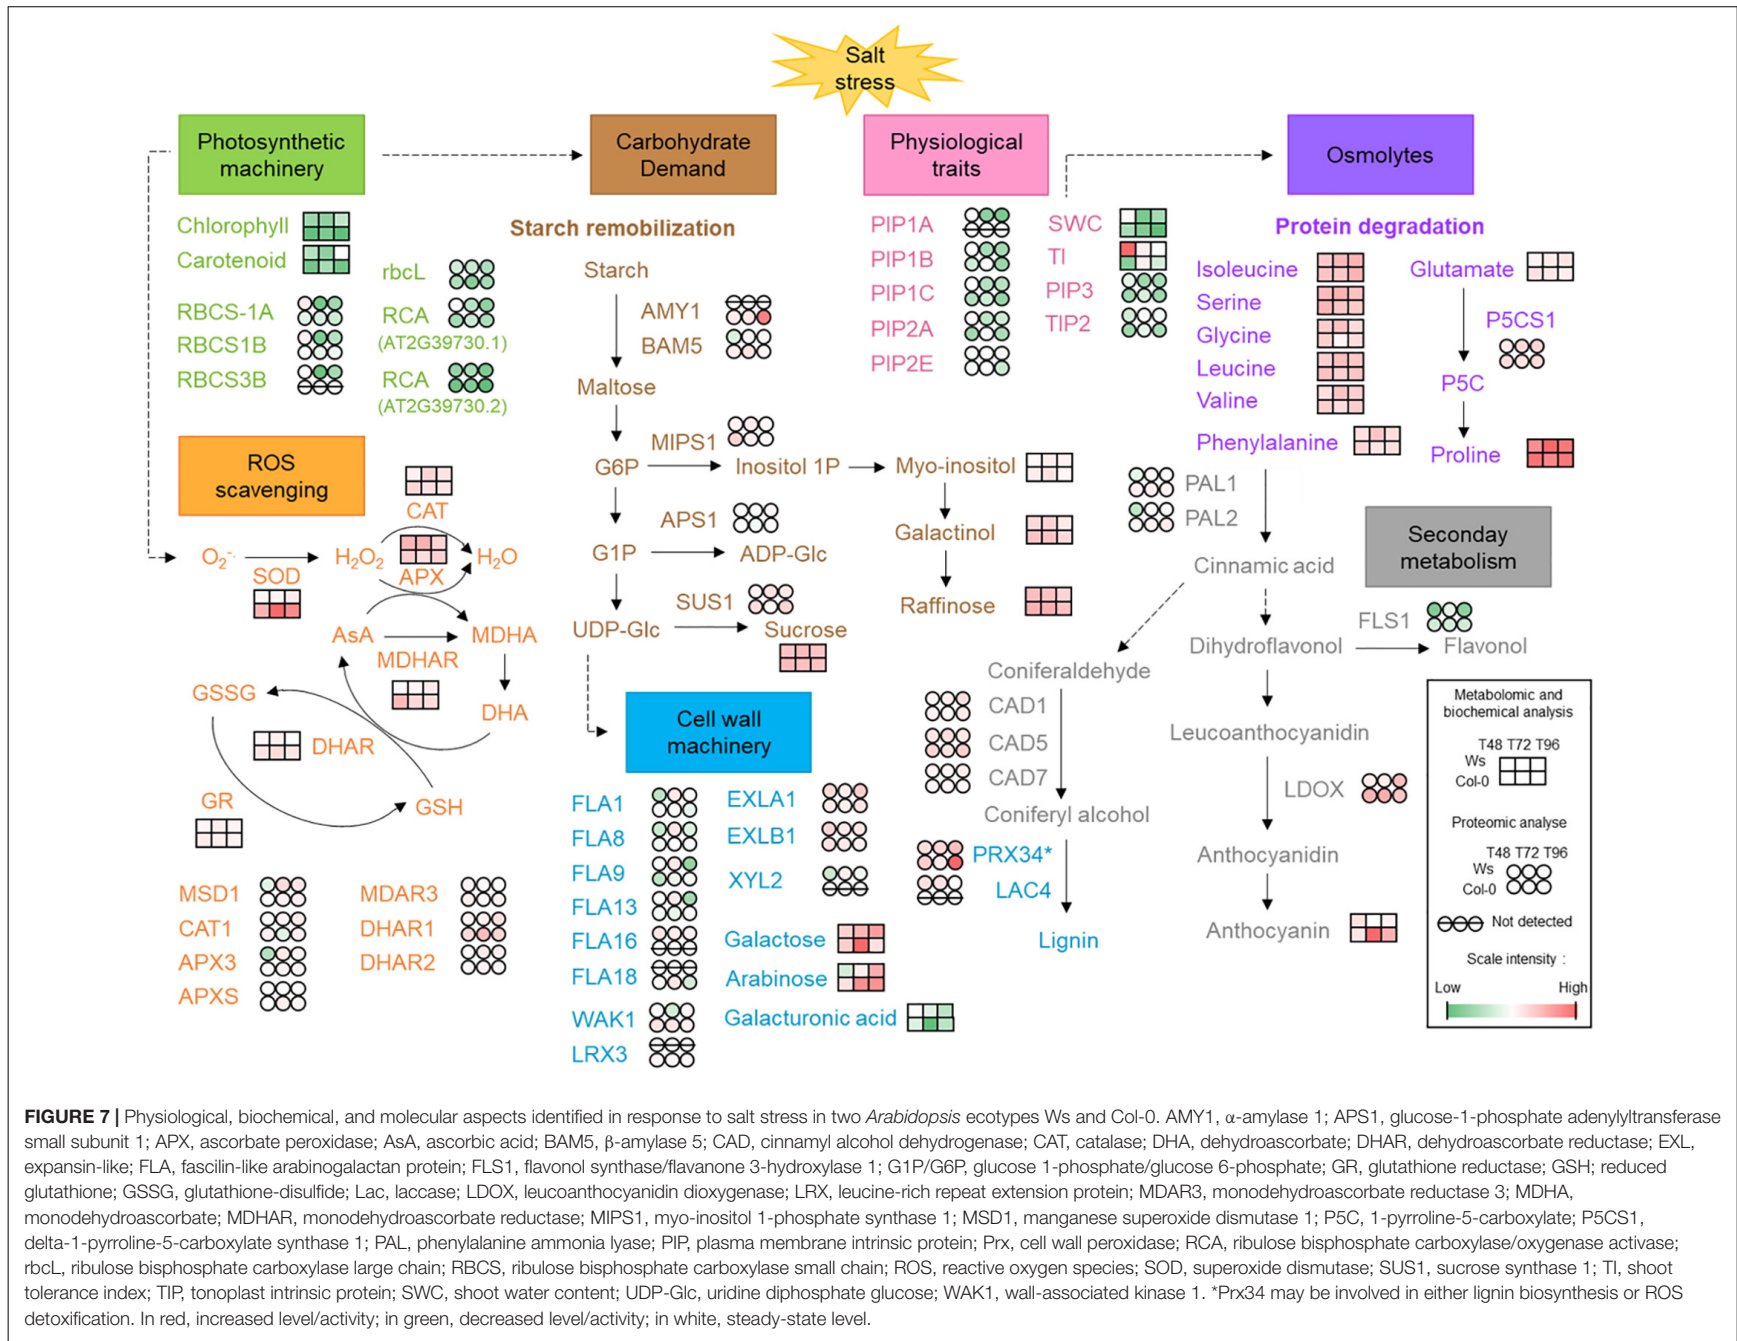 Salt
stress
Photosynthetic
machinery
Carbohydrate
Demand
Physiological
traits
Osmolytes
Chlorophyll
Carotenoid
RBCS-1A
RBCS1B
RBCS3B
rbcL
RCA
(AT2G39730.1)
RCA
(AT2G39730.2)
Starch remobilization
Starch
AMY1
BAM5
Maltose
MIPS1
G6P
Inositol 1P
Myo-inositol
APS1
G1P
ADP-Glc
Galactinol
SUS1
UDP-Glc
Sucrose
Raffinose
PIP1A
PIP1B
PIP1C
PIP2A
PIP2E
SWC
TI
PIP3
TIP2
Protein degradation
Isoleucine
Serine
Glycine
Leucine
Valine
Phenylalanine
Glutamate
P5CS1
P5C
Proline
ROS
scavenging
CAT
O2-.
H2O2
H2O
SOD
APX
AsA
MDHA
MDHAR
GSSG
DHA
DHAR
GR
GSH
MSD1
CAT1
APX3
APXS
MDAR3
DHAR1
DHAR2
Cell wall
machinery
FLA1
FLA8
FLA9
FLA13
FLA16
FLA18
WAK1
LRX3
EXLA1
EXLB1
XYL2
Galactose
Arabinose
Galacturonic acid
PAL1
PAL2
Seconday
metabolism
Cinnamic acid
FLS1
Dihydroflavonol
Flavonol
Coniferaldehyde
CAD1
CAD5
CAD7
Coniferyl alcohol
PRX34*
LAC4
Lignin
Leucoanthocyanidin
LDOX
Anthocyanidin
Anthocyanin
Metabolomic and
biochemical analysis
T48 T72 T96
Ws
Col-0
Proteomic analyse
T48 T72 T96
Ws
Col-0
Not detected
Scale intensity :
Low High
FIGURE 7 | Physiological, biochemical, and molecular aspects identified in response to salt stress in two Arabidopsis ecotypes Ws and Col-0. AMY1, α-amylase 1; APS1, glucose-1-phosphate adenylyltransferase
small subunit 1; APX, ascorbate peroxidase; AsA, ascorbic acid; BAM5, β-amylase 5; CAD, cinnamyl alcohol dehydrogenase; CAT, catalase; DHA, dehydroascorbate; DHAR, dehydroascorbate reductase; EXL,
expansin-like; FLA, fascilin-like arabinogalactan protein; FLS1, flavonol synthase/flavanone 3-hydroxylase 1; G1P/G6P, glucose 1-phosphate/glucose 6-phosphate; GR, glutathione reductase; GSH; reduced
glutathione; GSSG, glutathione-disulfide; Lac, laccase; LDOX, leucoanthocyanidin dioxygenase; LRX, leucine-rich repeat extension protein; MDAR3, monodehydroascorbate reductase 3; MDHA,
monodehydroascorbate; MDHAR, monodehydroascorbate reductase; MIPS1, myo-inositol 1-phosphate synthase 1; MSD1, manganese superoxide dismutase 1; P5C, 1-pyrroline-5-carboxylate; P5CS1,
delta-1-pyrroline-5-carboxylate synthase 1; PAL, phenylalanine ammonia lyase; PIP, plasma membrane intrinsic protein; Prx, cell wall peroxidase; RCA, ribulose bisphosphate carboxylase/oxygenase activase;
rbcL, ribulose bisphosphate carboxylase large chain; RBCS, ribulose bisphosphate carboxylase small chain; ROS, reactive oxygen species; SOD, superoxide dismutase; SUS1, sucrose synthase 1; TI, shoot
tolerance index; TIP, tonoplast intrinsic protein; SWC, shoot water content; UDP-Glc, uridine diphosphate glucose; WAK1, wall-associated kinase 1. *Prx34 may be involved in either lignin biosynthesis or ROS
detoxification. In red, increased level/activity; in green, decreased level/activity; in white, steady-state level.